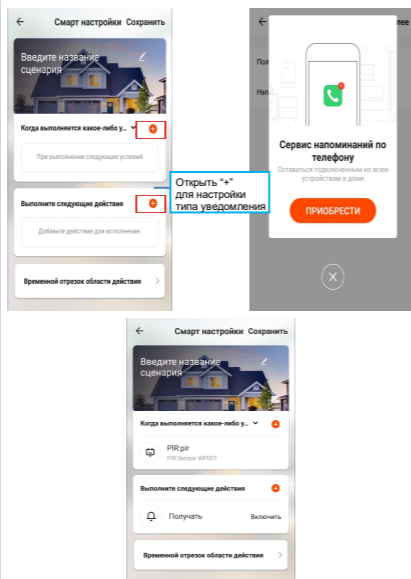 ← Смарт настройки Сохранить
Введите название
сценария
Когда выполняется какое-либо у...
При выполнении следующих условий
Выполните следующие действия
Добавьте действие для исполнения
Временной отрезок области действия
Открыть "+"
для настройки
типа уведомления
лее
Пол
Нап
Сервис напоминаний по
телефону
Оставаться подключенным ко всем
устройствам в доме
ПРИОБРЕСТИ
← Смарт настройки Сохранить
Введите название
сценария
Когда выполняется какое-либо у...
PIR:pir
PIR Sensor WP001
Выполните следующие действия
Получать Включить
Временной отрезок области действия